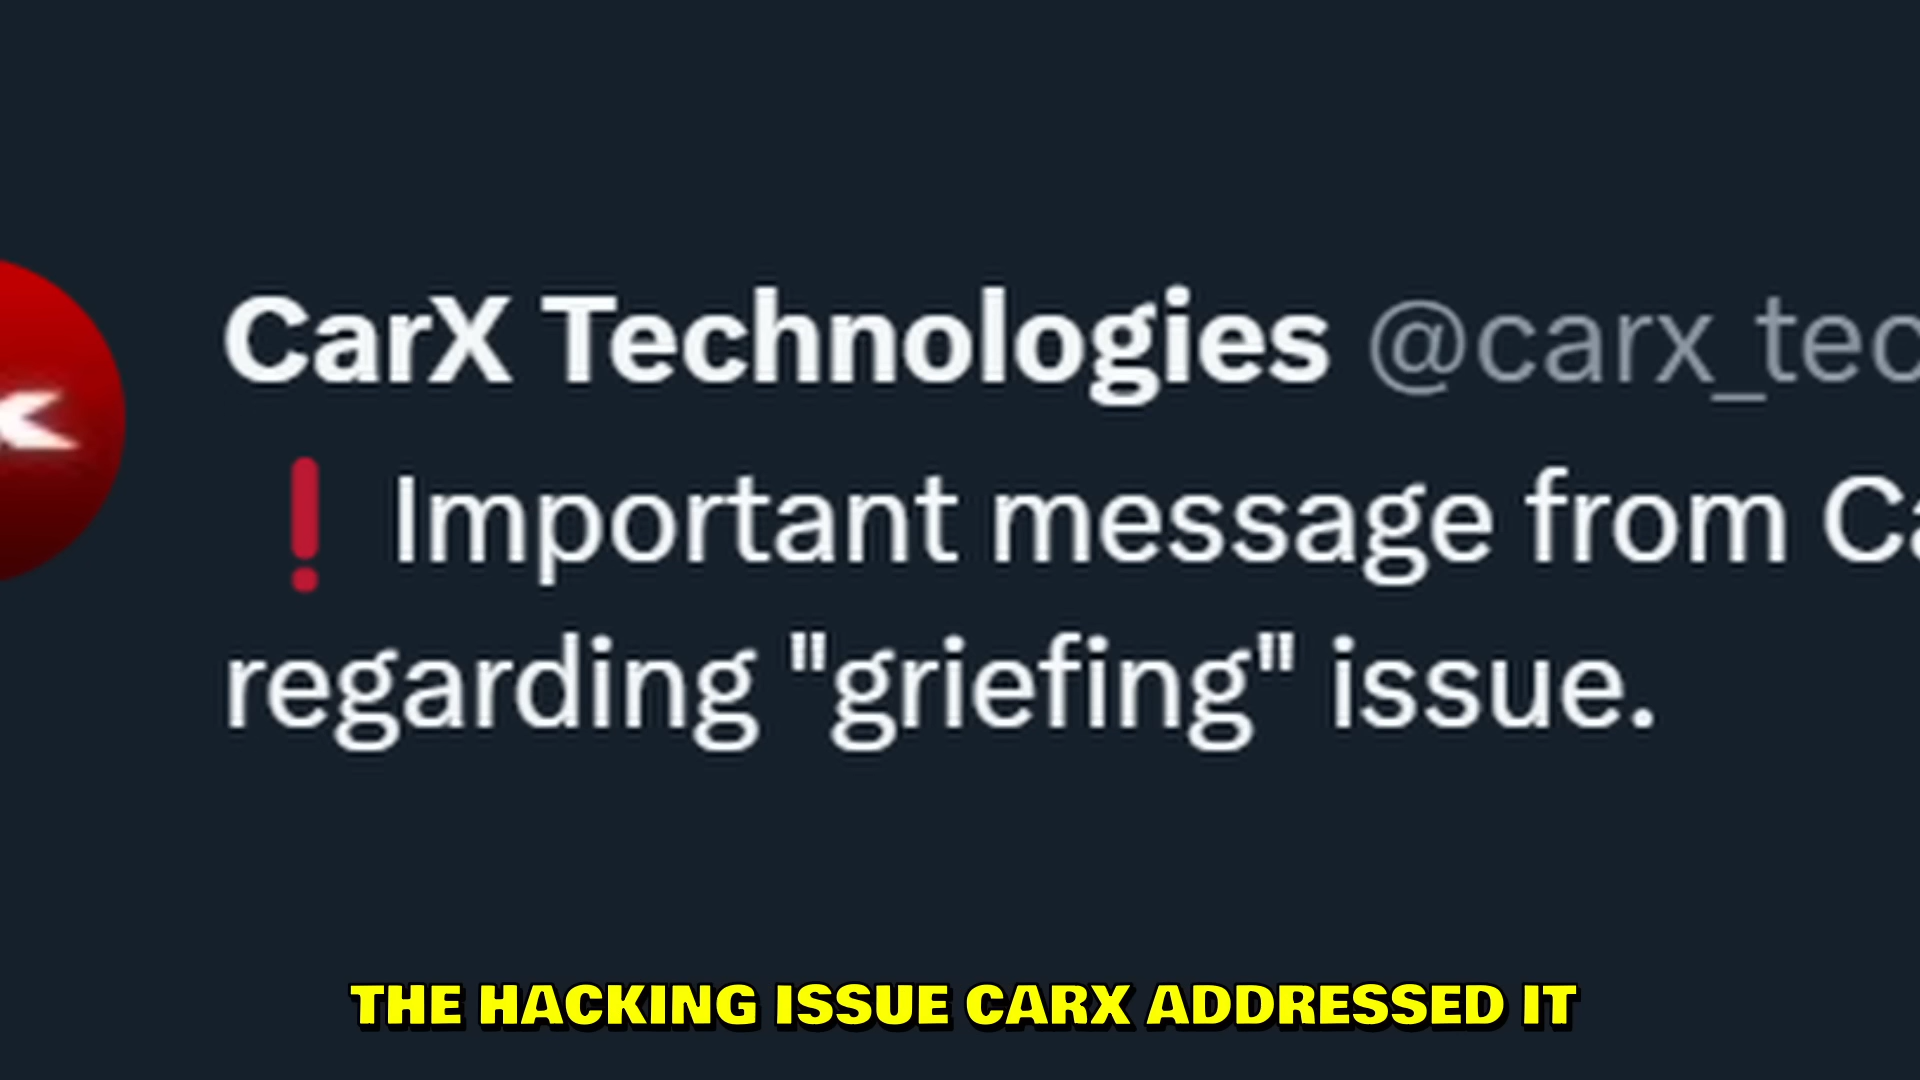 CarX Technologies @carx_tec
❗ Important message from Ca
regarding "griefing" issue.
THE HACKING ISSUE CARX ADDRESSED IT